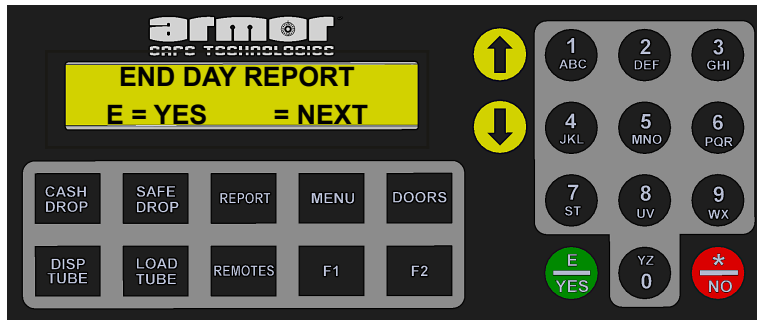 armor
SAFE TECHNOLOGIES
END DAY REPORT
E = YES = NEXT
CASH DROP
SAFE DROP
REPORT
MENU
DOORS
DISP TUBE
LOAD TUBE
REMOTES
F1
F2
1 ABC
2 DEF
3 GHI
4 JKL
5 MNO
6 PQR
7 ST
8 UV
9 WX
E YES
YZ 0
* NO